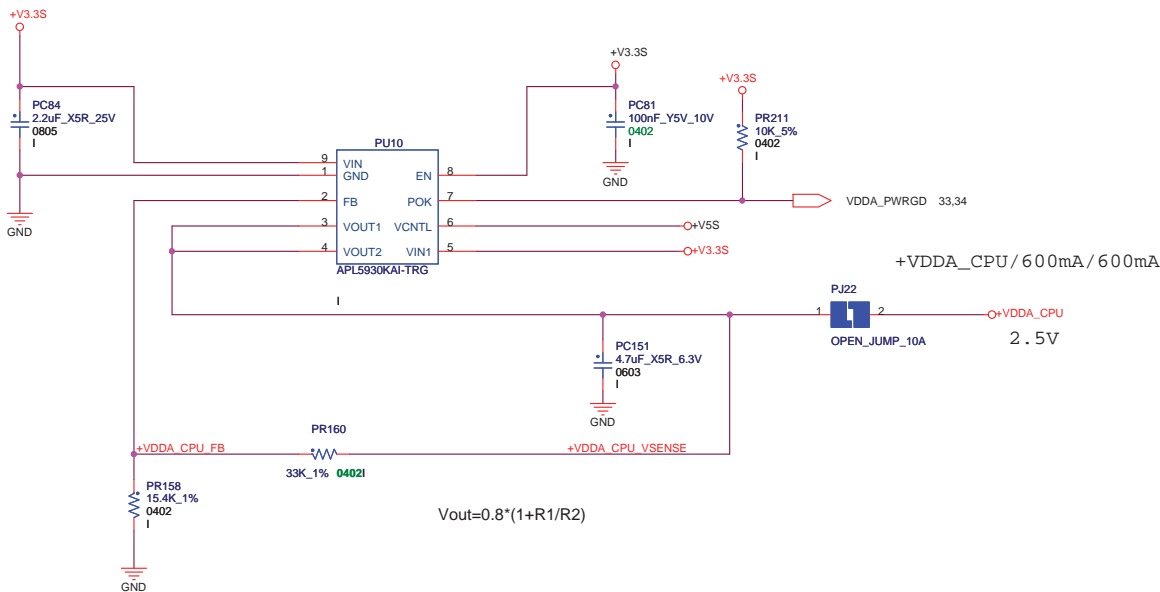 +V3.3S
PC84
2.2uF_X5R_25V
0805
I
GND
+V3.3S
PC81
100nF_Y5V_10V
0402
I
GND
+V3.3S
PR211
10K_5%
0402
I
PU10
9 VIN
1 GND
2 FB
3 VOUT1
4 VOUT2
EN 8
POK 7
VCNTL 6
VIN1 5
APL5930KAI-TRG
I
VDDA_PWRGD 33,34
+V5S
+V3.3S
+VDDA_CPU/600mA/600mA
PJ22
1 2
OPEN_JUMP_10A
+VDDA_CPU
2.5V
PC151
4.7uF_X5R_6.3V
0603
I
GND
PR160
+VDDA_CPU_FB
+VDDA_CPU_VSENSE
33K_1% 0402I
PR158
15.4K_1%
0402
I
GND
Vout=0.8*(1+R1/R2)